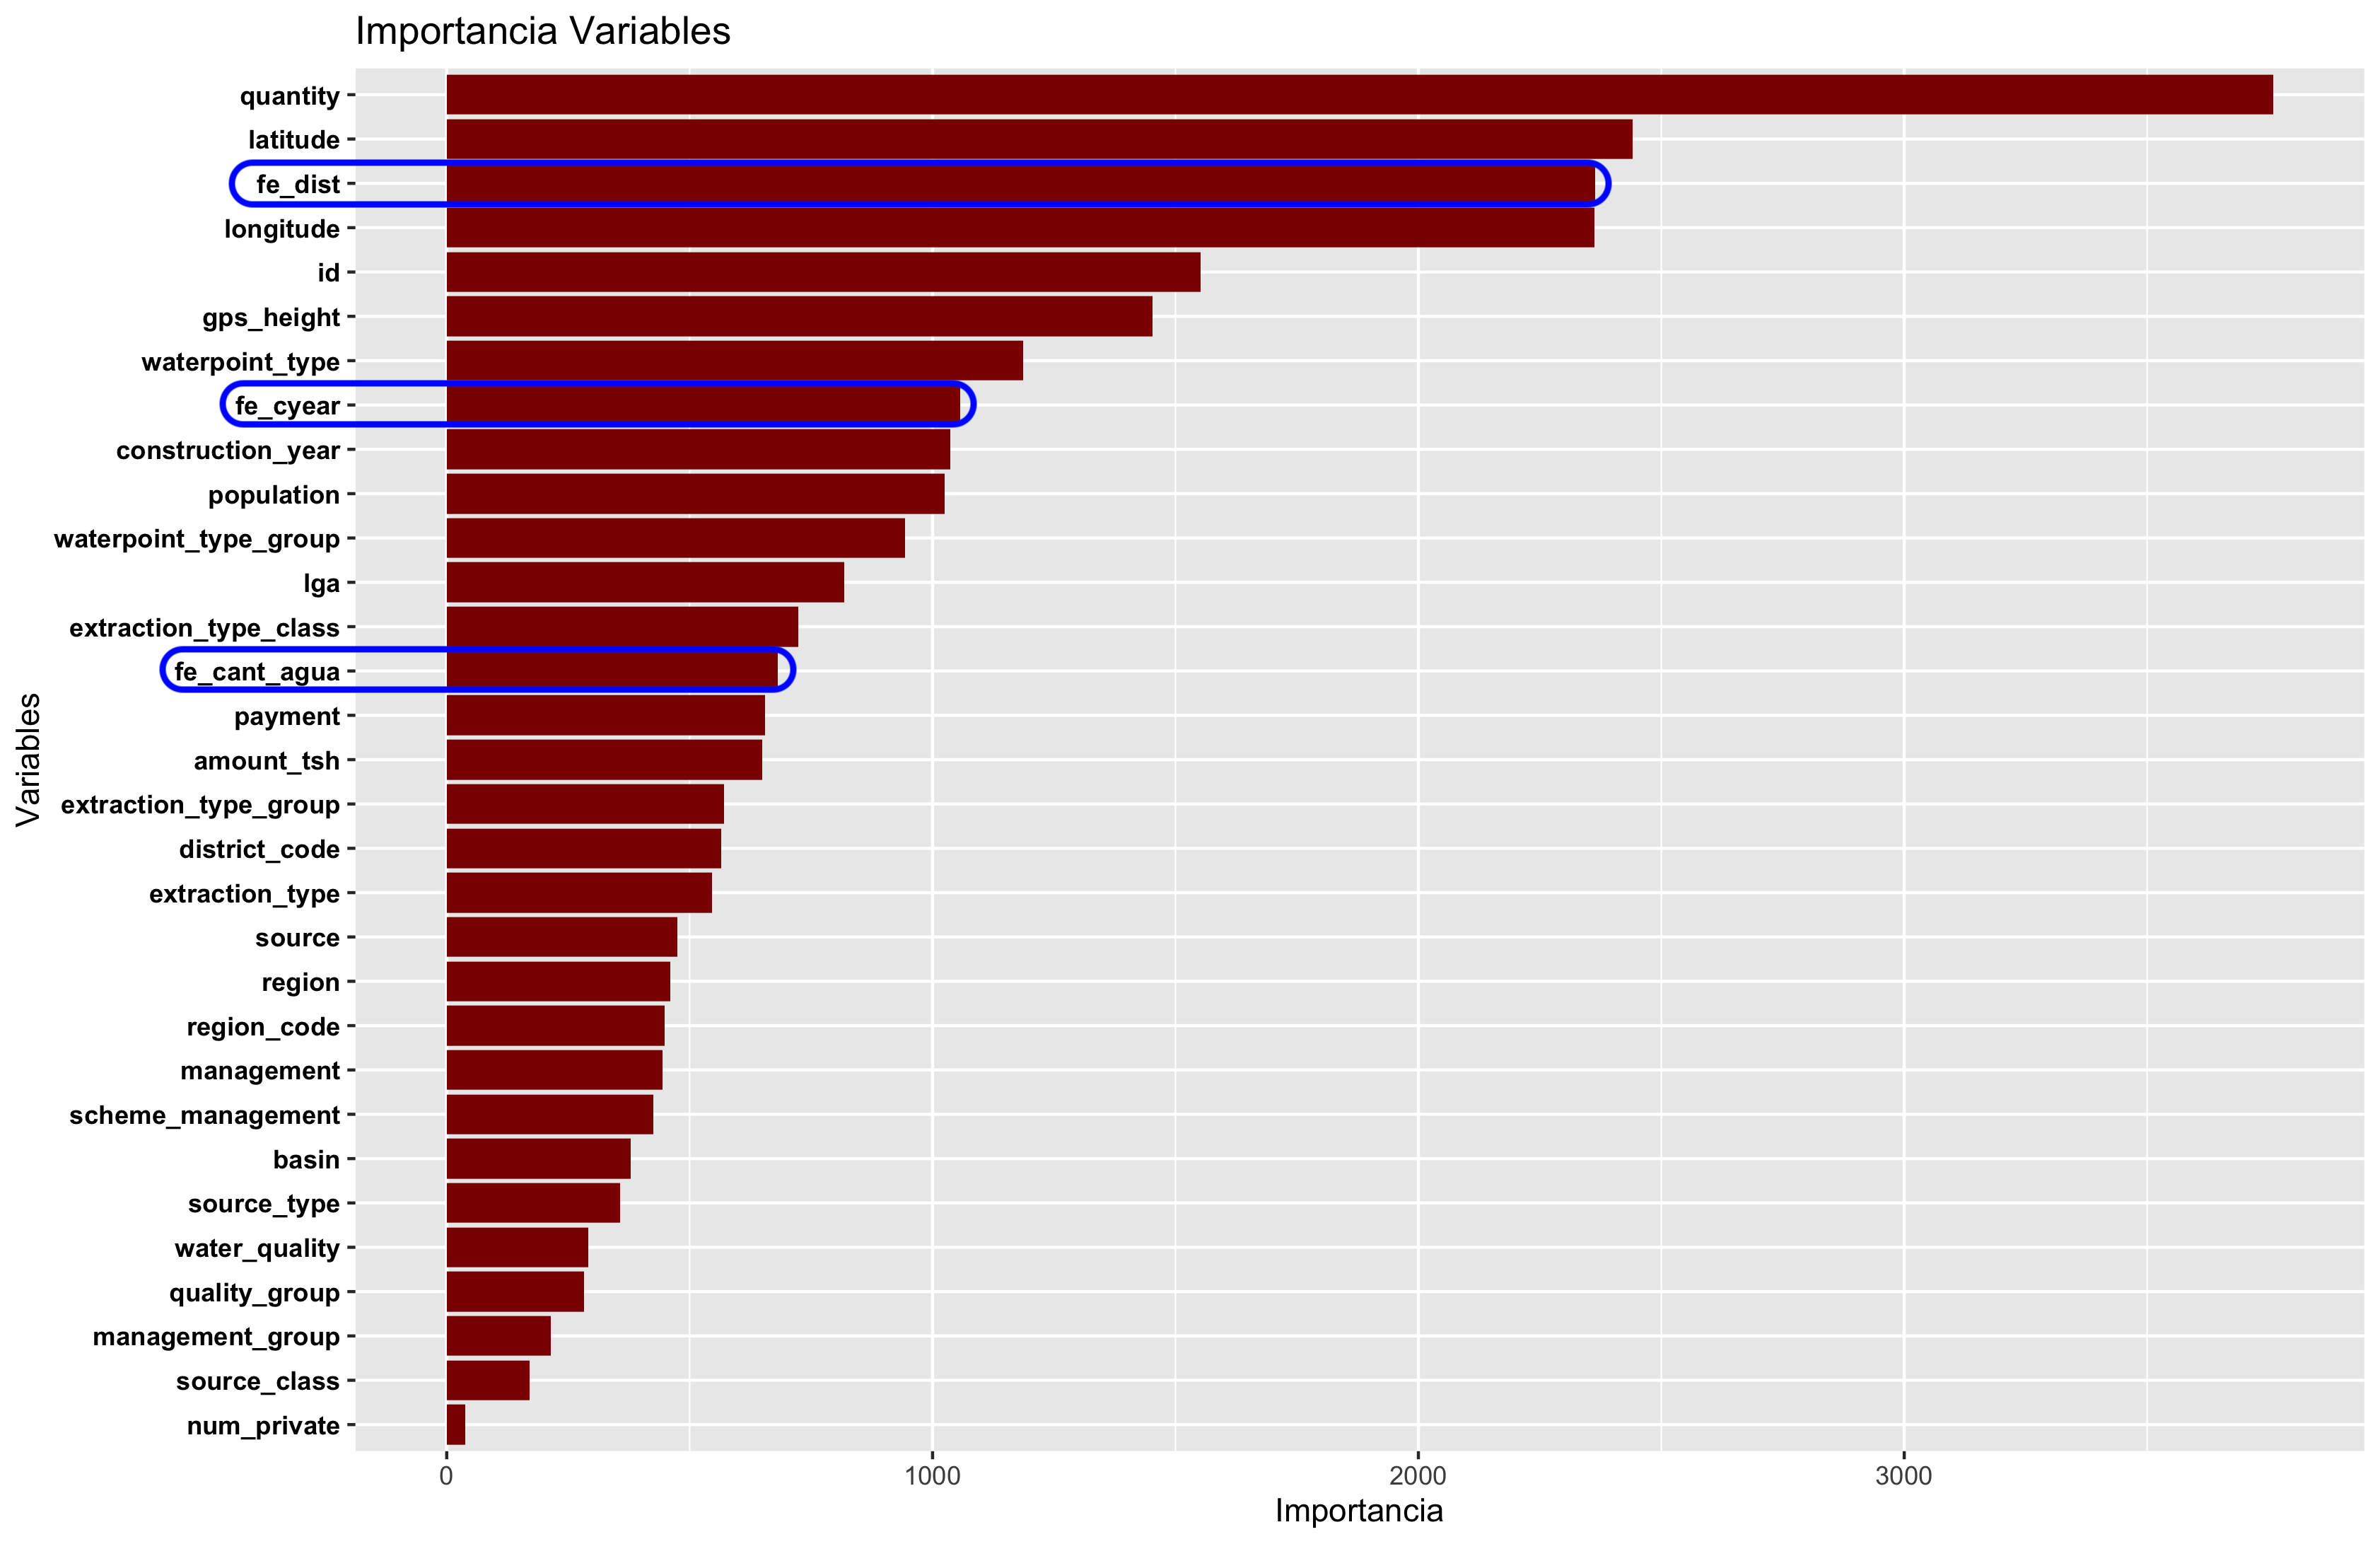 Importancia Variables
quantity
latitude
fe_dist
longitude
id
gps_height
waterpoint_type
fe_cyear
construction_year
population
waterpoint_type_group
lga
extraction_type_class
fe_cant_agua
payment
amount_tsh
extraction_type_group
district_code
extraction_type
source
region
region_code
management
scheme_management
basin
source_type
water_quality
quality_group
management_group
source_class
num_private
Variables
0 1000 2000 3000
Importancia